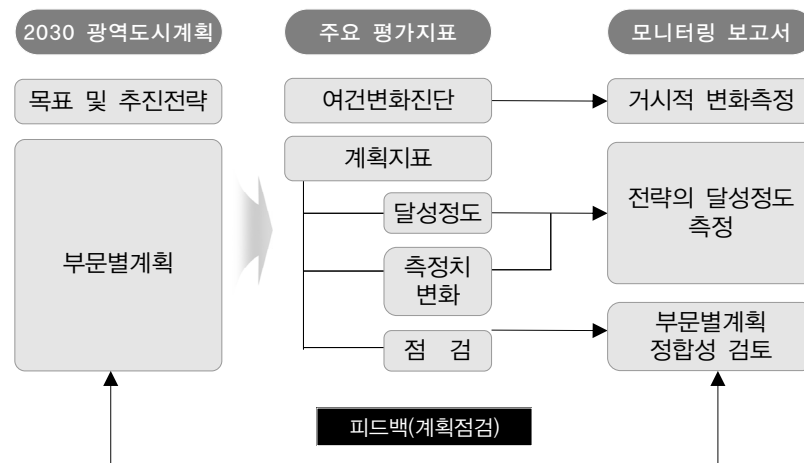 2030 광역도시계획
주요 평가지표
모니터링 보고서
목표 및 추진전략
여건변화진단
거시적 변화측정
부문별계획
계획지표
달성정도
측정치
변화
점 검
전략의 달성정도
측정
부문별계획
정합성 검토
피드백(계획점검)